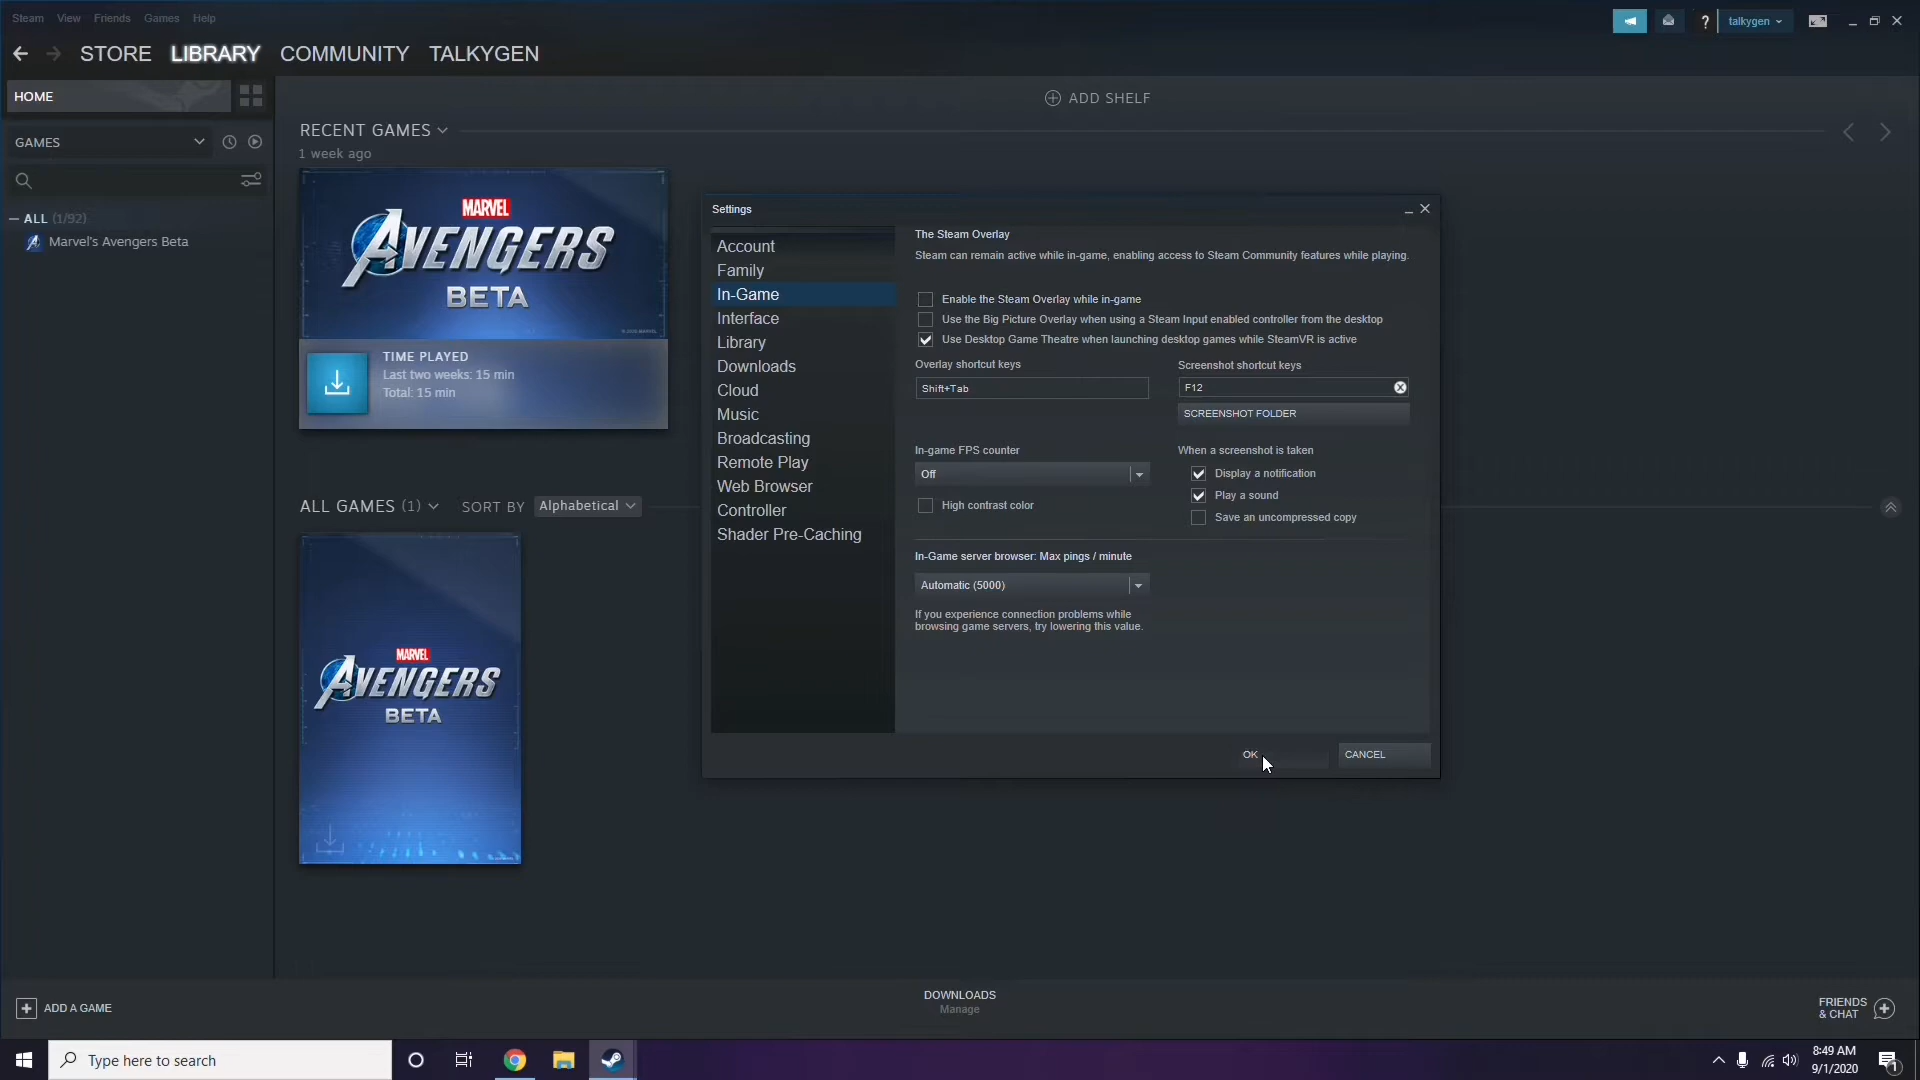 Steam View Friends Games Help
talkygen
STORE LIBRARY COMMUNITY TALKYGEN
HOME
GAMES
ALL (1/92)
Marvel's Avengers Beta
ADD SHELF
RECENT GAMES
1 week ago
MARVEL
AVENGERS
BETA
TIME PLAYED
Last two weeks: 15 min
Total: 15 min
ALL GAMES (1) SORT BY Alphabetical
MARVEL
AVENGERS
BETA
Settings
Account
Family
In-Game
Interface
Library
Downloads
Cloud
Music
Broadcasting
Remote Play
Web Browser
Controller
Shader Pre-Caching
The Steam Overlay
Steam can remain active while in-game, enabling access to Steam Community features while playing.
Enable the Steam Overlay while in-game
Use the Big Picture Overlay when using a Steam Input enabled controller from the desktop
Use Desktop Game Theatre when launching desktop games while SteamVR is active
Overlay shortcut keys
Shift+Tab
Screenshot shortcut keys
F12
SCREENSHOT FOLDER
In-game FPS counter
Off
High contrast color
When a screenshot is taken
Display a notification
Play a sound
Save an uncompressed copy
In-Game server browser: Max pings / minute
Automatic (5000)
If you experience connection problems while
browsing game servers, try lowering this value.
OK
CANCEL
ADD A GAME
DOWNLOADS
Manage
FRIENDS
& CHAT
Type here to search
8:49 AM
9/1/2020
1